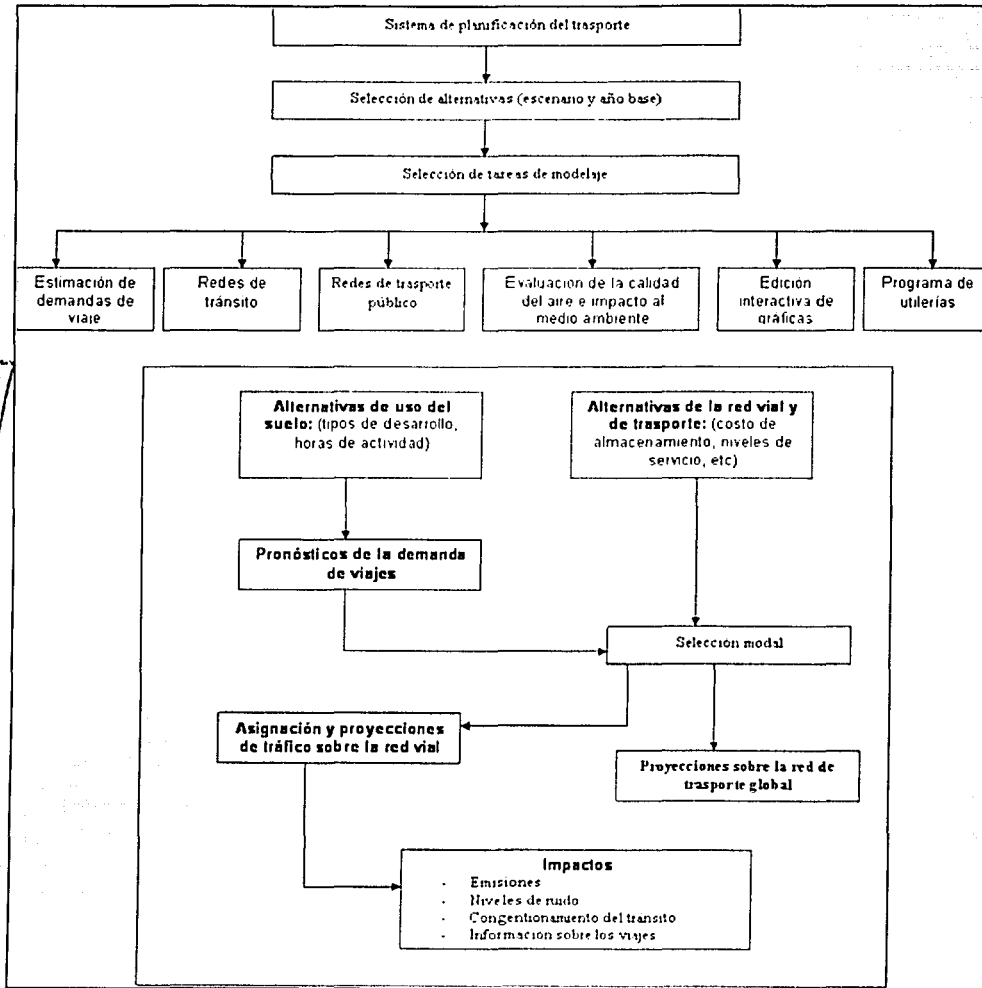 Sistema de planificación del trasporte
Selección de alternativas (escenario y año base)
Selección de tareas de modelaje
Estimación de
demandas de
viaje
Redes de
tránsito
Redes de trasporte
público
Evaluación de la calidad
del aire e impacto al
medio ambiente
Edición
interactiva de
gráficas
Programa de
utilerías
Alternativas de uso del
suelo: (tipos de desarrollo,
horas de actividad)
Alternativas de la red vial y
de trasporte: (costo de
almacenamiento, niveles de
servicio, etc)
Pronósticos de la demanda
de viajes
Selección modal
Asignación y proyecciones
de tráfico sobre la red vial
Proyecciones sobre la red de
trasporte global
Impactos
- Emisiones
- Niveles de ruido
- Congentionamiento del tránsito
- Información sobre los viajes